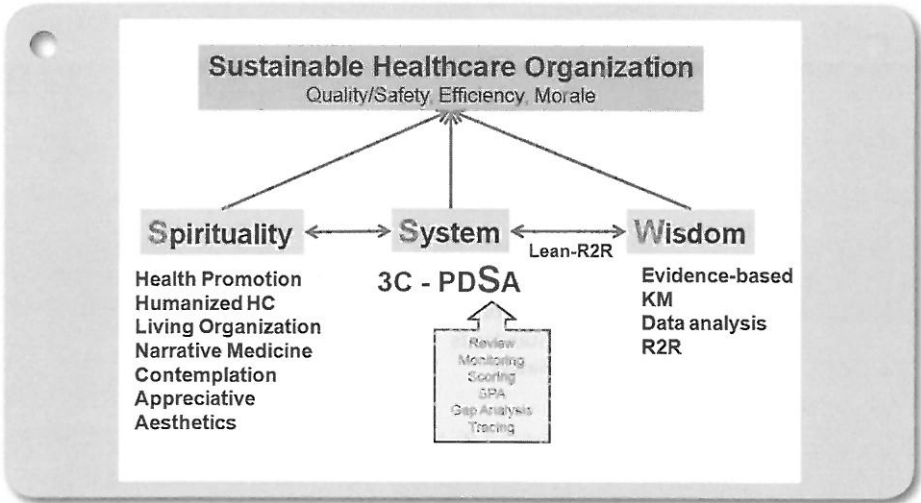 Sustainable Healthcare Organization
Quality/Safety, Efficiency, Morale
Spirituality
System
Wisdom
Lean-R2R
Health Promotion
Humanized HC
Living Organization
Narrative Medicine
Contemplation
Appreciative
Aesthetics
3C - PDSA
Review
Monitoring
Scoring
SPA
Gap Analysis
Tracing
Evidence-based
KM
Data analysis
R2R